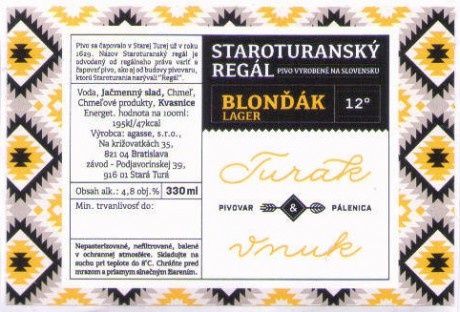 Pivo sa čapovalo v Starej Turej už v roku
1629. Názov Staroturanský regál je
odvodený od regálneho práva variť a
čapovať pivo, ako aj od budovy pivovaru,
ktorú Staroturania nazývali "Regál".
Voda, Jačmenný slad, Chmeľ,
Chmeľové produkty, Kvasnice
Energet. hodnota na 100ml:
195kJ/47kcal
Výrobca: agasse, s.r.o.,
Na križovatkách 35,
821 04 Bratislava
závod - Podjavorinskej 39,
916 01 Stará Turá
Obsah alk.: 4,8 obj.% 330ml
Min. trvanlivosť do:
Nepasterizované, nefiltrované, balené
v ochrannej atmosfére. Skladujte na
suchu pri teplote do 8°C. Chráňte pred
mrazom a priamym slnečným žiarením.
STAROTURANSKÝ
REGÁL PIVO VYROBENÉ NA SLOVENSKU
BLONĎÁK 12°
LAGER
Turak
PIVOVAR & PÁLENICA
vnuk